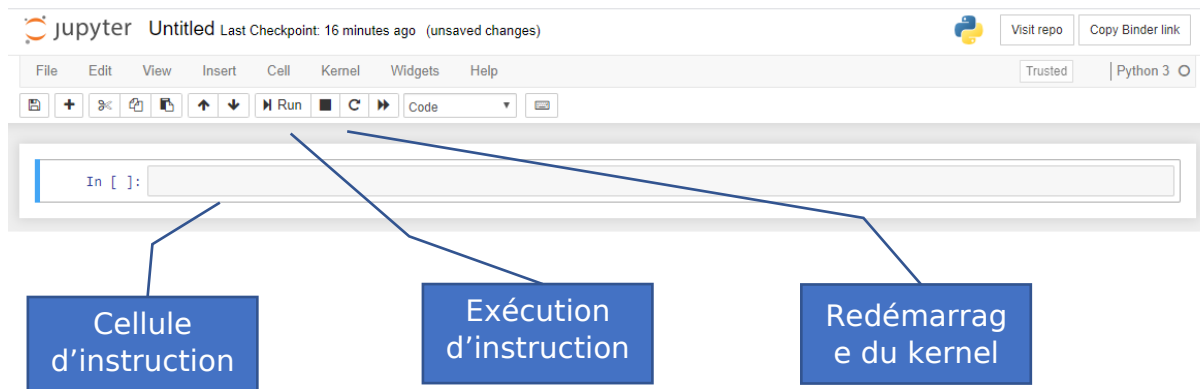 jupyter Untitled Last Checkpoint: 16 minutes ago (unsaved changes) Visit repo Copy Binder link
File Edit View Insert Cell Kernel Widgets Help Trusted Python 3
Run Code
In [ ]:
Cellule
d’instruction
Exécution
d’instruction
Redémarrag
e du kernel